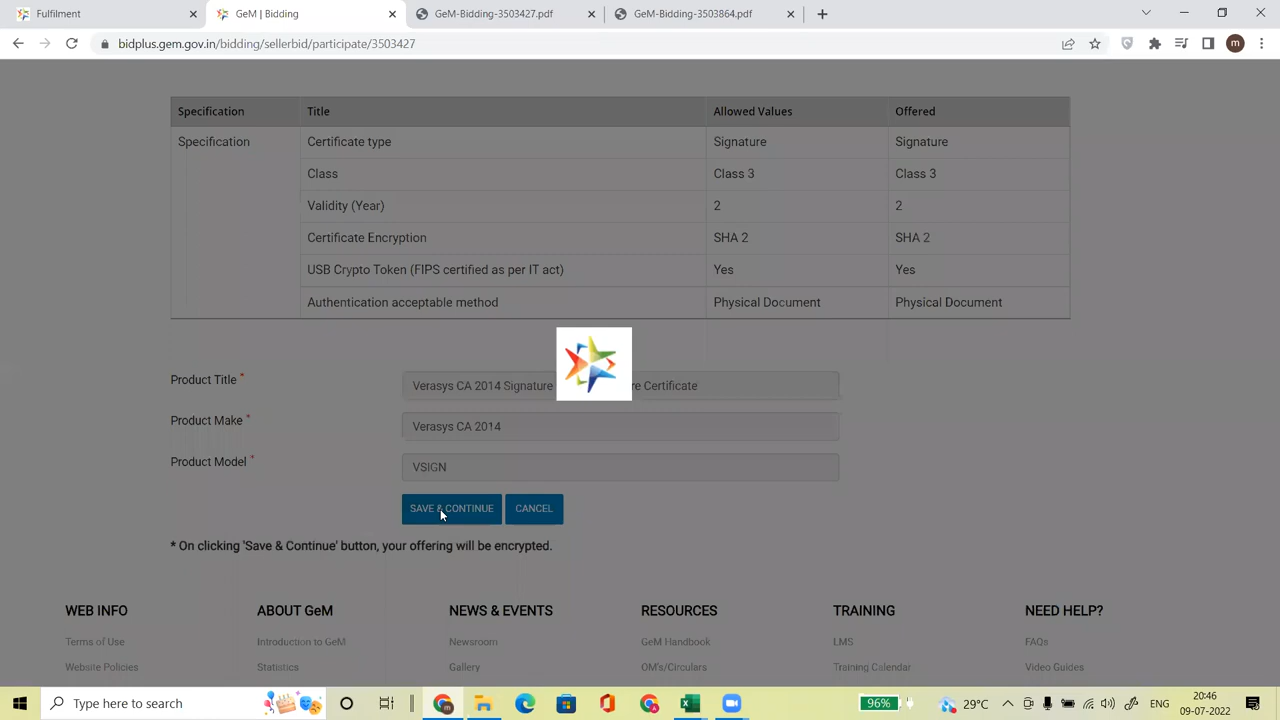 Fulfilment
GeM | Bidding
GeM-Bidding-3503427.pdf
GeM-Bidding-3503864.pdf
bidplus.gem.gov.in/bidding/sellerbid/participate/3503427
m
Specification Title Allowed Values Offered
Specification Certificate type Signature Signature
Class Class 3 Class 3
Validity (Year) 2 2
Certificate Encryption SHA 2 SHA 2
USB Crypto Token (FIPS certified as per IT act) Yes Yes
Authentication acceptable method Physical Document Physical Document
Product Title * Verasys CA 2014 Signature re Certificate
Product Make * Verasys CA 2014
Product Model * VSIGN
SAVE & CONTINUE CANCEL
* On clicking 'Save & Continue' button, your offering will be encrypted.
WEB INFO ABOUT GeM NEWS & EVENTS RESOURCES TRAINING NEED HELP?
Terms of Use Introduction to GeM Newsroom GeM Handbook LMS FAQs
Website Policies Statistics Gallery OM's/Circulars Training Calendar Video Guides
Type here to search
96%
29°C
ENG
20:46
09-07-2022